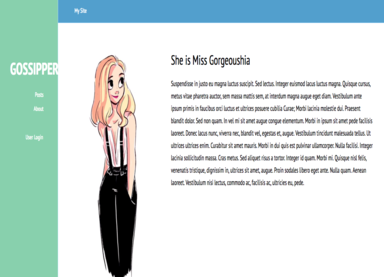 My Site
GOSSIPPER
Posts
About
User Login
She is Miss Gorgeoushia
Suspendisse in justo eu magna luctus suscipit. Sed lectus. Integer euismod lacus luctus magna. Quisque cursus,
metus vitae pharetra auctor, sem massa mattis sem, at interdum magna augue eget diam. Vestibulum ante
ipsum primis in faucibus orci luctus et ultrices posuere cubilia Curae; Morbi lacinia molestie dui. Praesent
blandit dolor. Sed non quam. In vel mi sit amet augue congue elementum. Morbi in ipsum sit amet pede facilisis
laoreet. Donec lacus nunc, viverra nec, blandit vel, egestas et, augue. Vestibulum tincidunt malesuada tellus. Ut
ultrices ultrices enim. Curabitur sit amet mauris. Morbi in dui quis est pulvinar ullamcorper. Nulla facilisi. Integer
lacinia sollicitudin massa. Cras metus. Sed aliquet risus a tortor. Integer id quam. Morbi mi. Quisque nisl felis,
venenatis tristique, dignissim in, ultrices sit amet, augue. Proin sodales libero eget ante. Nulla quam. Aenean
laoreet. Vestibulum nisi lectus, commodo ac, facilisis ac, ultricies eu, pede.